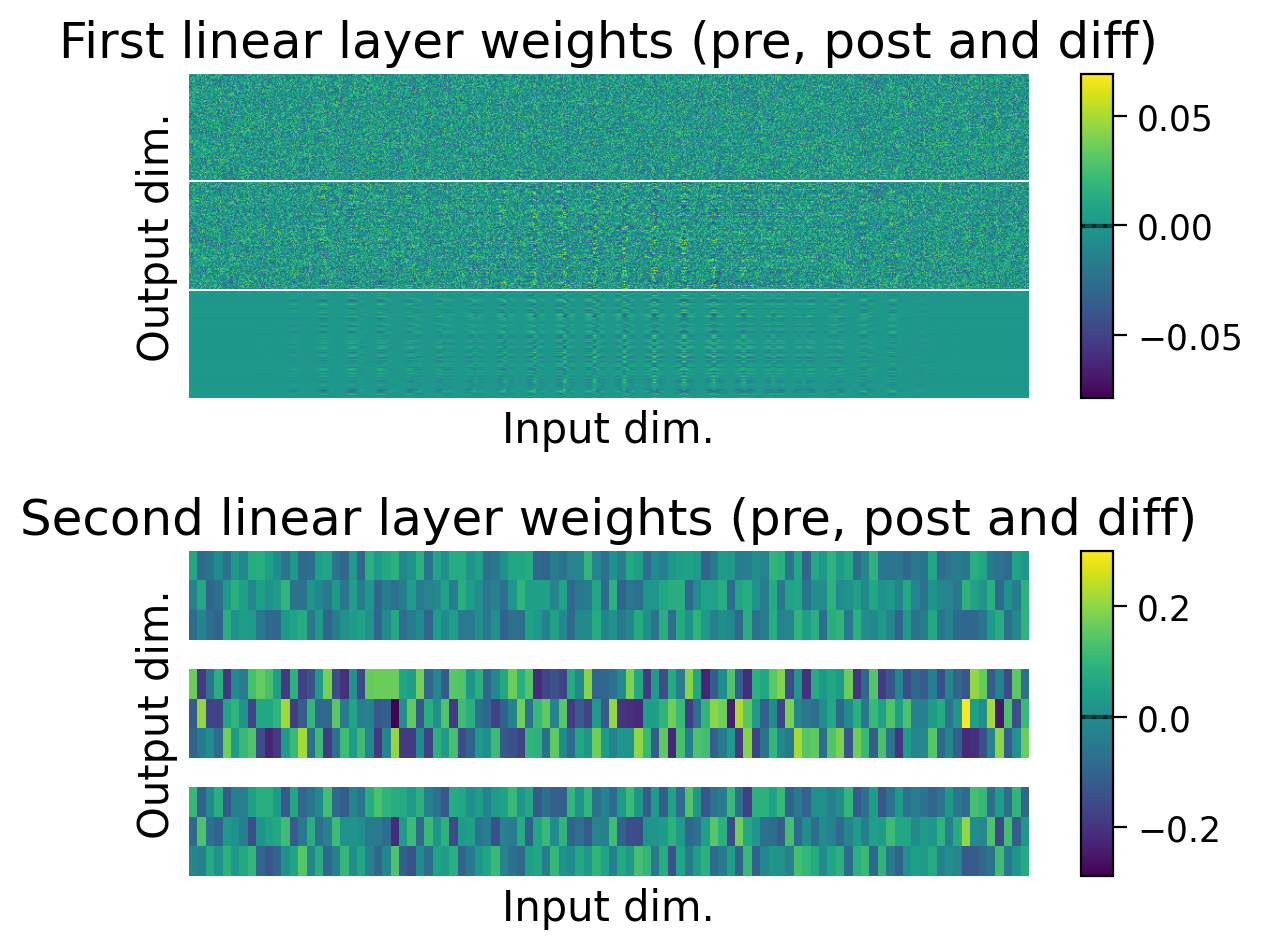 First linear layer weights (pre, post and diff)
Output dim.
0.05
0.00
−0.05
Input dim.
Second linear layer weights (pre, post and diff)
Output dim.
0.2
0.0
−0.2
Input dim.